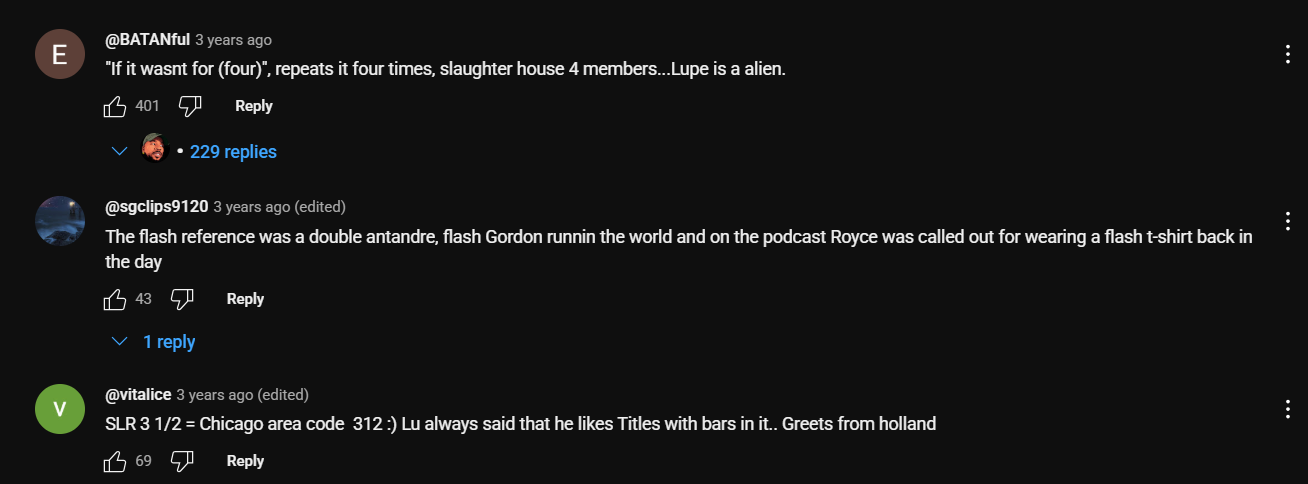 E
@BATANful 3 years ago
"If it wasnt for (four)", repeats it four times, slaughter house 4 members...Lupe is a alien.
401 Reply
• 229 replies
@sgclips9120 3 years ago (edited)
The flash reference was a double antandre, flash Gordon runnin the world and on the podcast Royce was called out for wearing a flash t-shirt back in
the day
43 Reply
1 reply
V
@vitalice 3 years ago (edited)
SLR 3 1/2 = Chicago area code  312 :) Lu always said that he likes Titles with bars in it.. Greets from holland
69 Reply